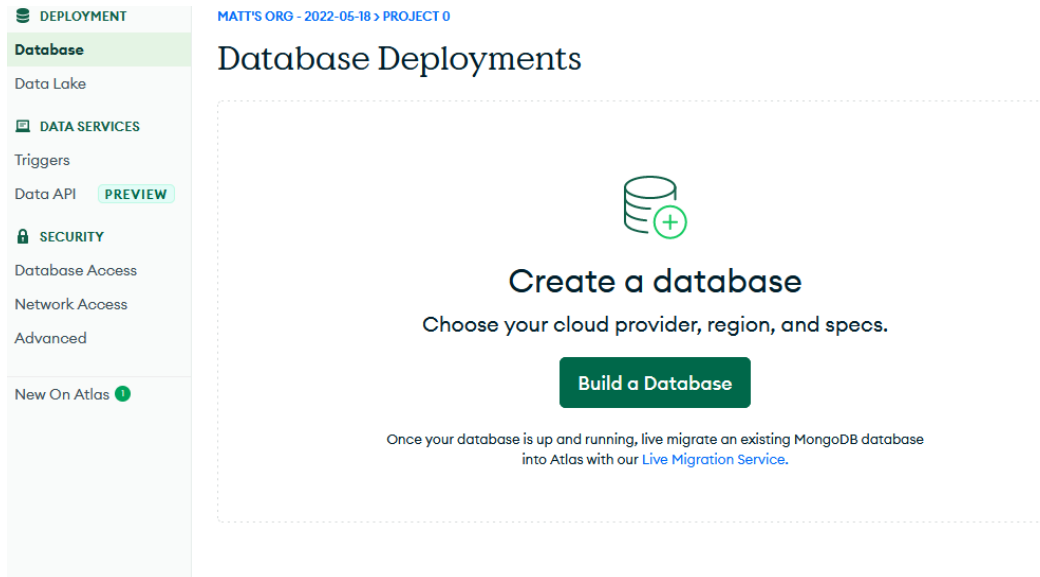 DEPLOYMENT
Database
Data Lake
DATA SERVICES
Triggers
Data API PREVIEW
SECURITY
Database Access
Network Access
Advanced
New On Atlas 1
MATT'S ORG - 2022-05-18 > PROJECT 0
Database Deployments
Create a database
Choose your cloud provider, region, and specs.
Build a Database
Once your database is up and running, live migrate an existing MongoDB database
into Atlas with our Live Migration Service.